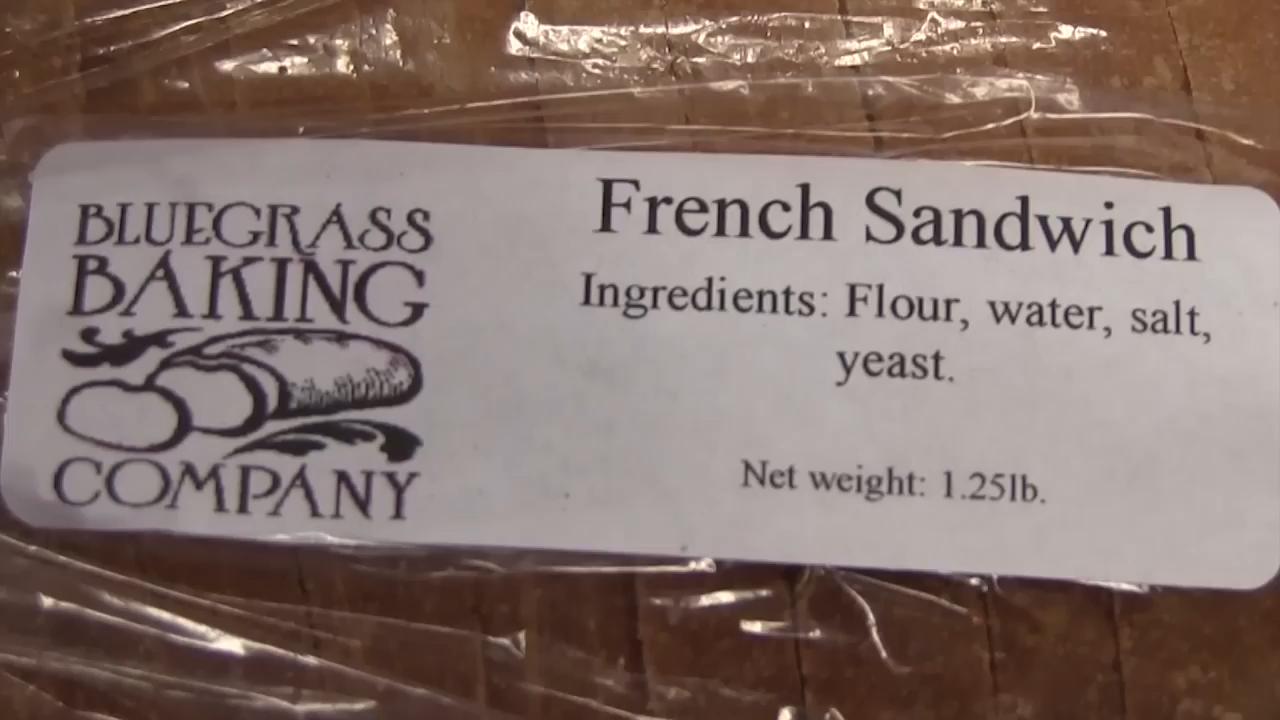 BLUEGRASS
BAKING
COMPANY
French Sandwich
Ingredients: Flour, water, salt,
yeast.
Net weight: 1.25lb.